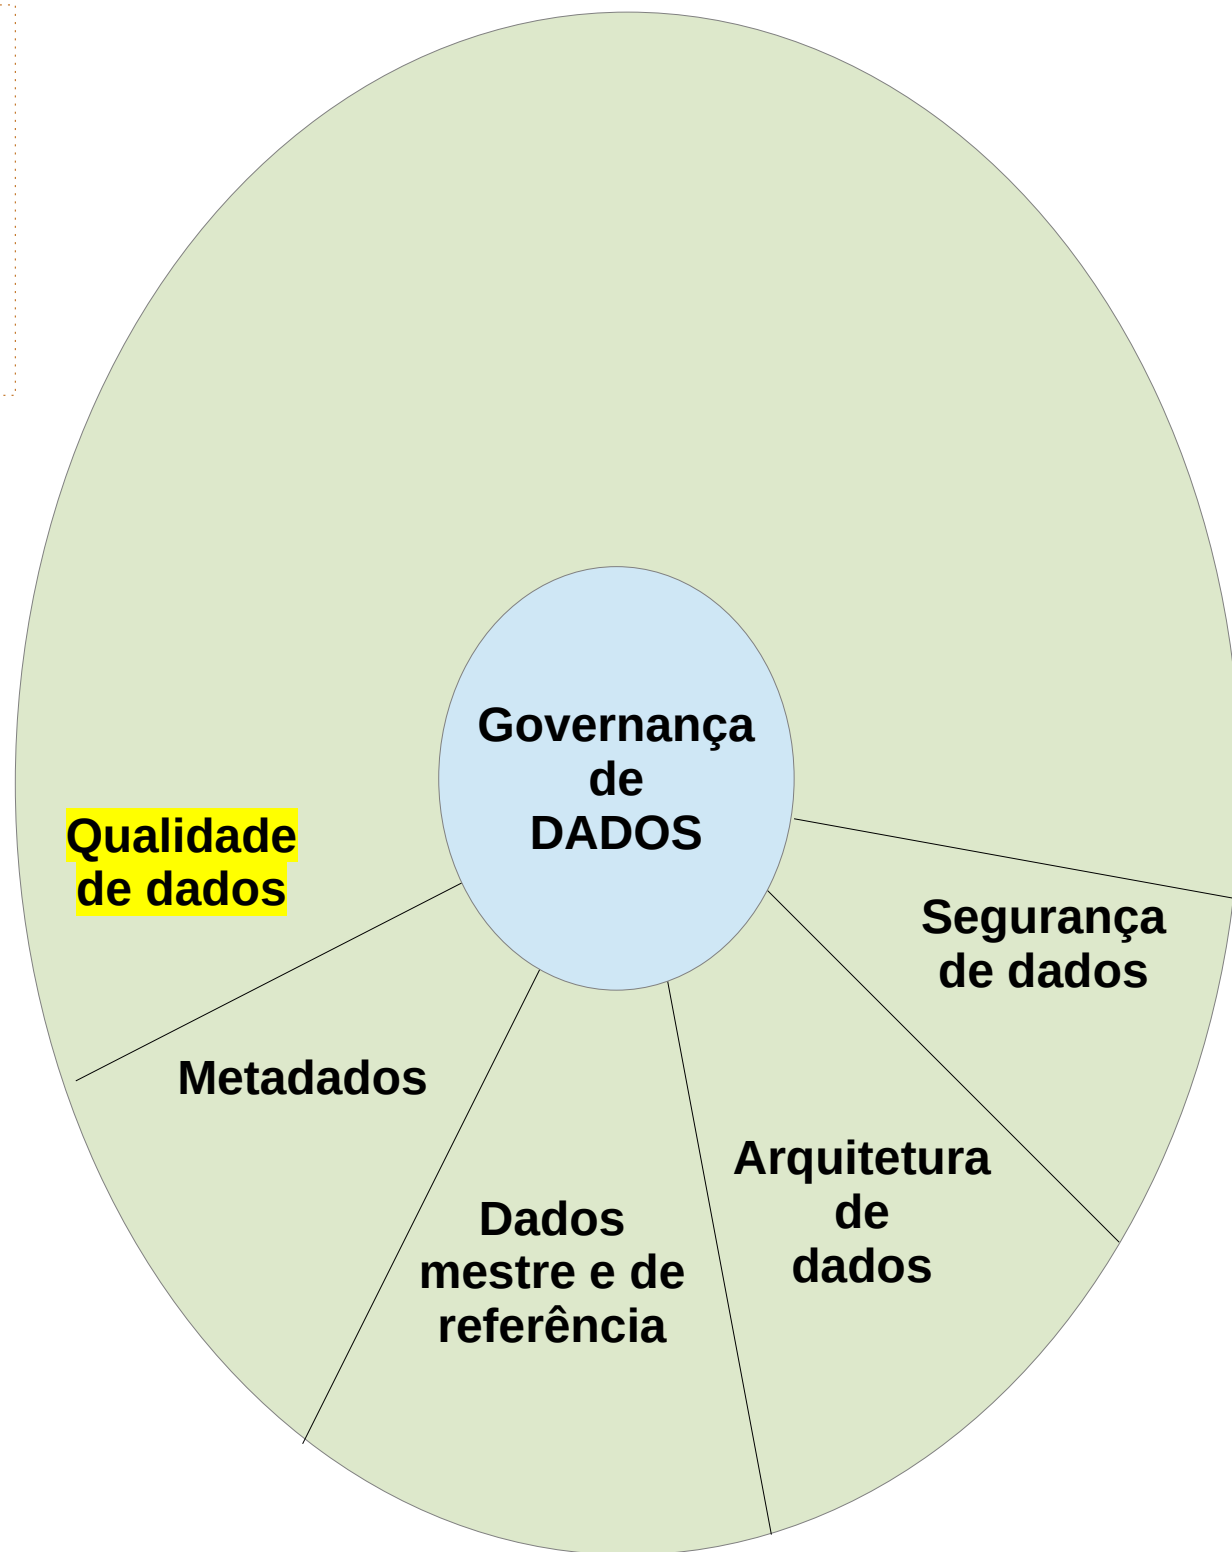 Governança
de
DADOS
Qualidade
de dados
Segurança
de dados
Metadados
Arquitetura
de
dados
Dados
mestre e de
referência